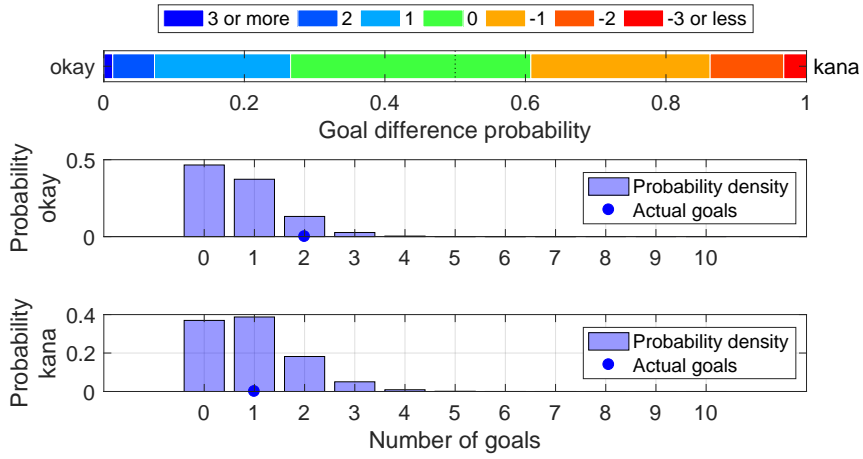 3 or more 2 1 0 -1 -2 -3 or less
okay kana
0 0.2 0.4 0.6 0.8 1
Goal difference probability
Probability
okay
0.5
0
Probability density
Actual goals
0 1 2 3 4 5 6 7 8 9 10
Probability
kana
0.4
0.2
0
Probability density
Actual goals
0 1 2 3 4 5 6 7 8 9 10
Number of goals